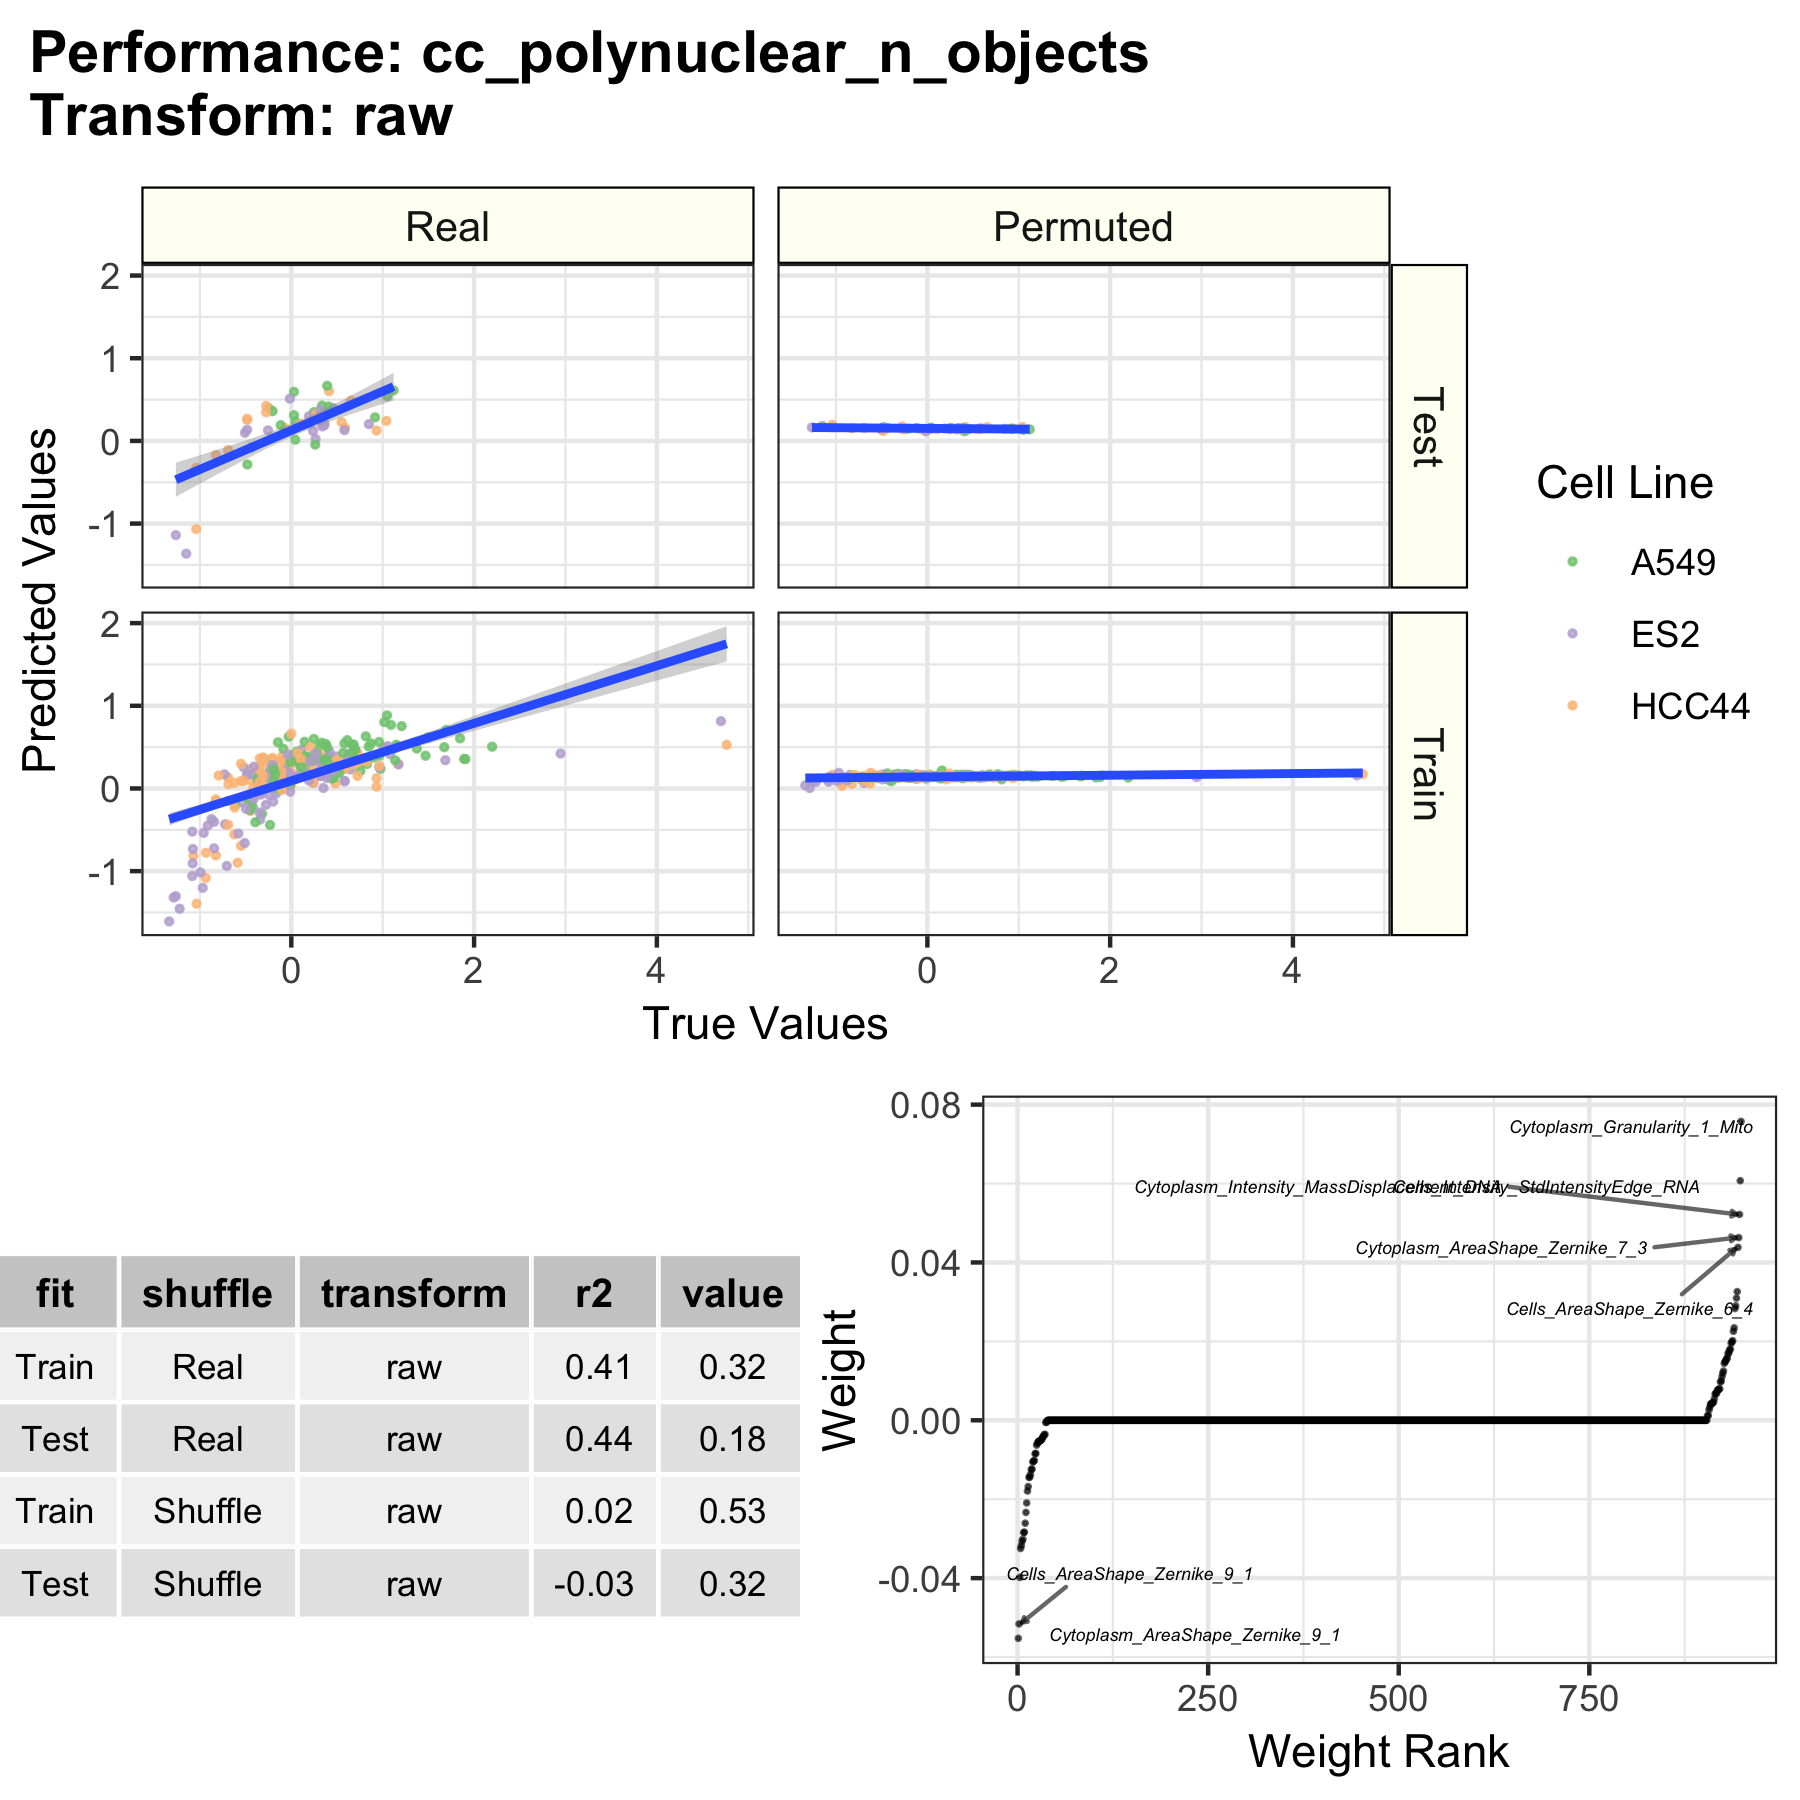 Performance: cc_polynuclear_n_objects
Transform: raw
Real
Permuted
2
1
0
-1
Test
2
1
0
-1
Train
0
2
4
0
2
4
Predicted Values
True Values
Cell Line
A549
ES2
HCC44
fit shuffle transform r2 value
Train Real raw 0.41 0.32
Test Real raw 0.44 0.18
Train Shuffle raw 0.02 0.53
Test Shuffle raw -0.03 0.32
0.08
0.04
0.00
-0.04
Weight
Cytoplasm_Granularity_1_Mito
Cytoplasm_Intensity_MassDisplacement_DNA
Cells_Intensity_StdIntensityEdge_RNA
Cytoplasm_AreaShape_Zernike_7_3
Cells_AreaShape_Zernike_6_4
Cells_AreaShape_Zernike_9_1
Cytoplasm_AreaShape_Zernike_9_1
0
250
500
750
Weight Rank